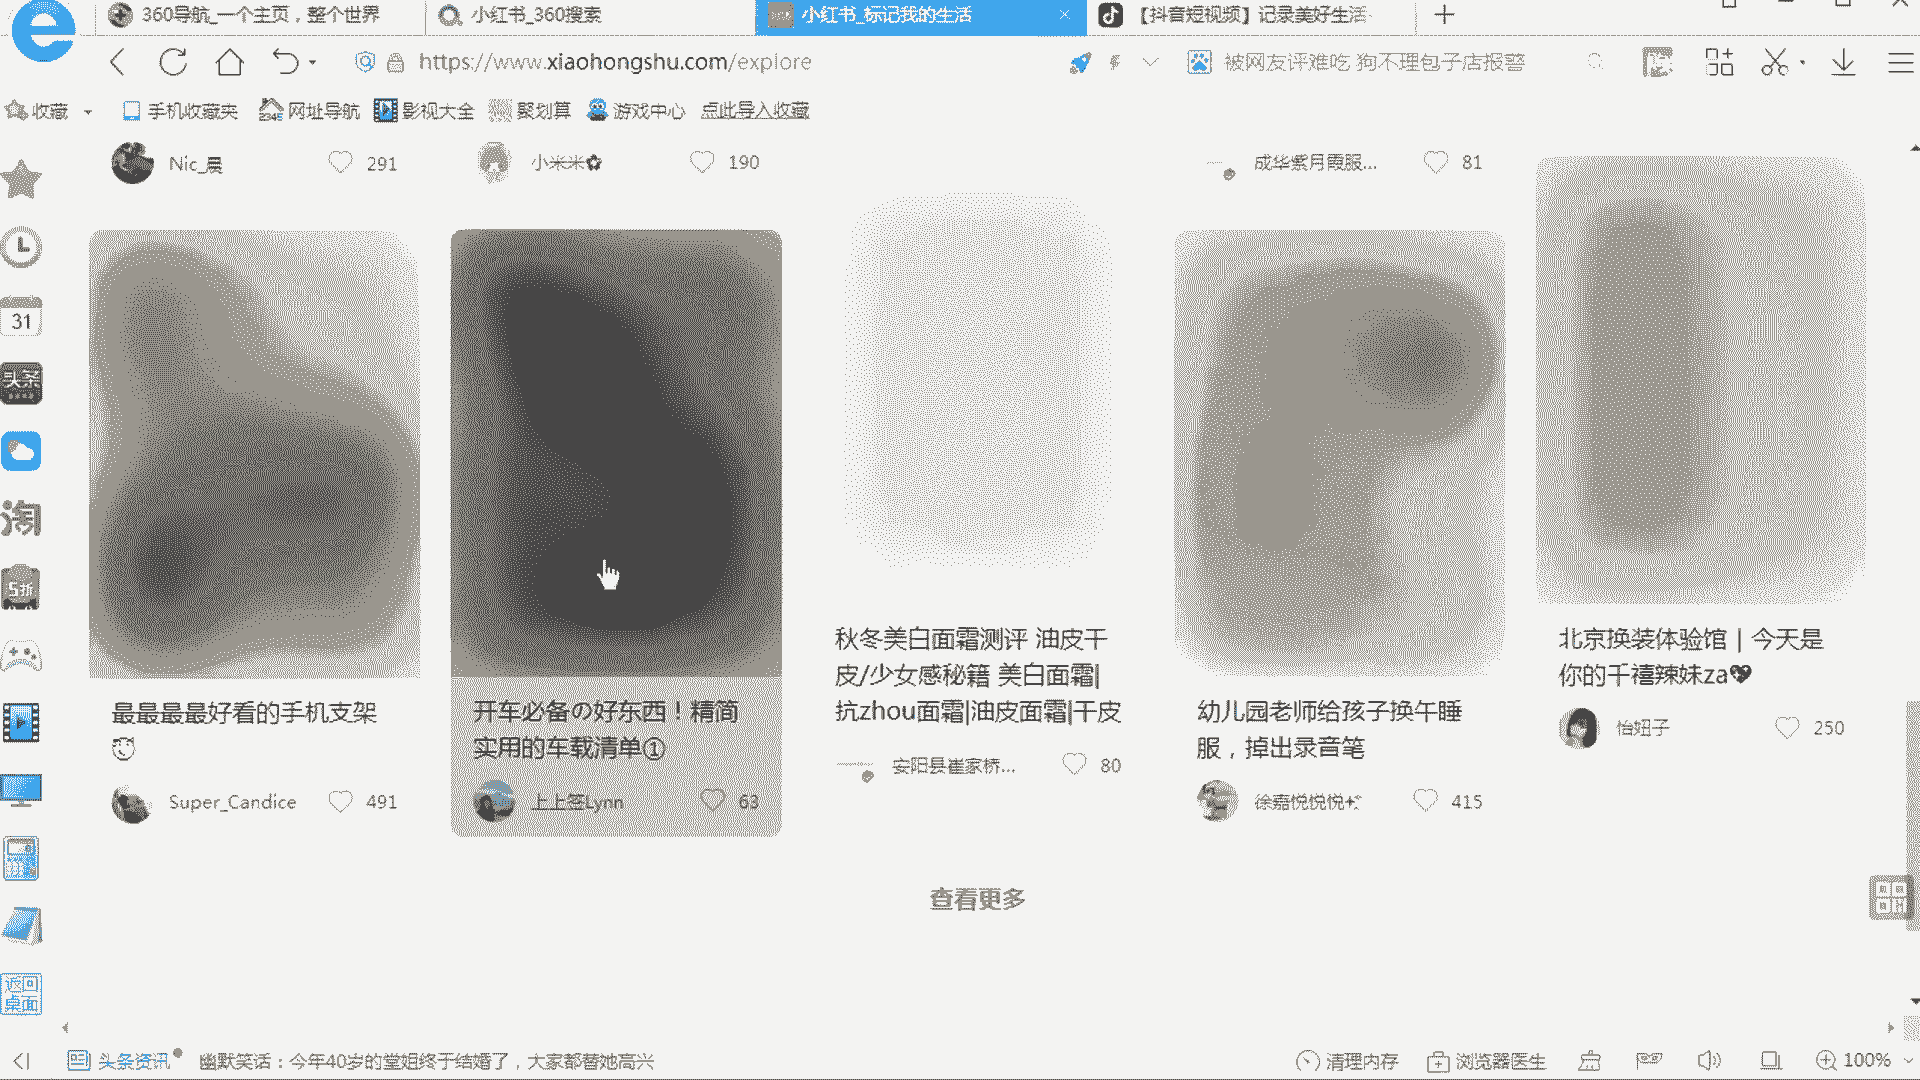 360导航_一个主页，整个世界
小红书_360搜索
小红书_标记我的生活
【抖音短视频】记录美好生活
https://www.xiaohongshu.com/explore
被网友评难吃 狗不理包子店报警
收藏
手机收藏夹
网址导航
影视大全
聚划算
游戏中心
点此导入收藏
Nic_晨
291
小米米✿
190
成华紫月霞服...
81
31
头条
淘
5折
返回
桌面
最最最最好看的手机支架
Super_Candice
491
开车必备の好东西！精简
实用的车载清单①
上上签Lynn
63
秋冬美白面霜测评 油皮干
皮/少女感秘籍 美白面霜|
抗zhou面霜|油皮面霜|干皮
安阳县崔家桥...
80
幼儿园老师给孩子换午睡
服，掉出录音笔
徐嘉悦悦悦
415
北京换装体验馆｜今天是
你的千禧辣妹za💖
怡妞子
250
查看更多
头条资讯
幽默笑话：今年40岁的堂姐终于结婚了，大家都替她高兴
清理内存
浏览器医生
100%